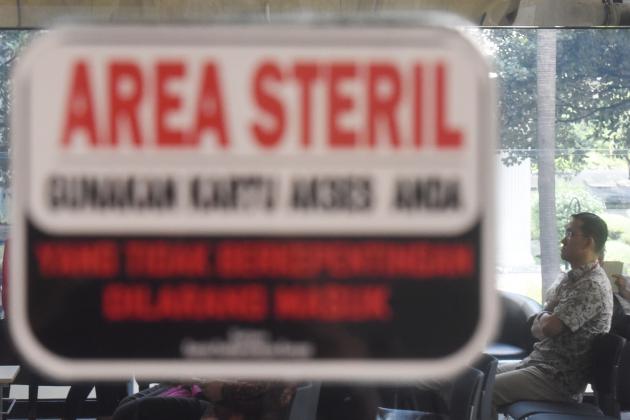 AREA STERIL
GUNAKAN KARTU AKSES ANDA
YANG TIDAK BERKEPENTINGAN
DILARANG MASUK